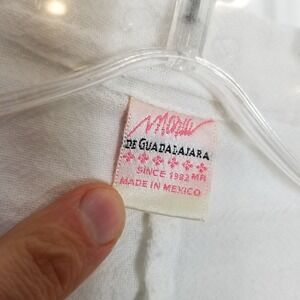 DE GUADALAJARA
SINCE 1982 MR
MADE IN MEXICO